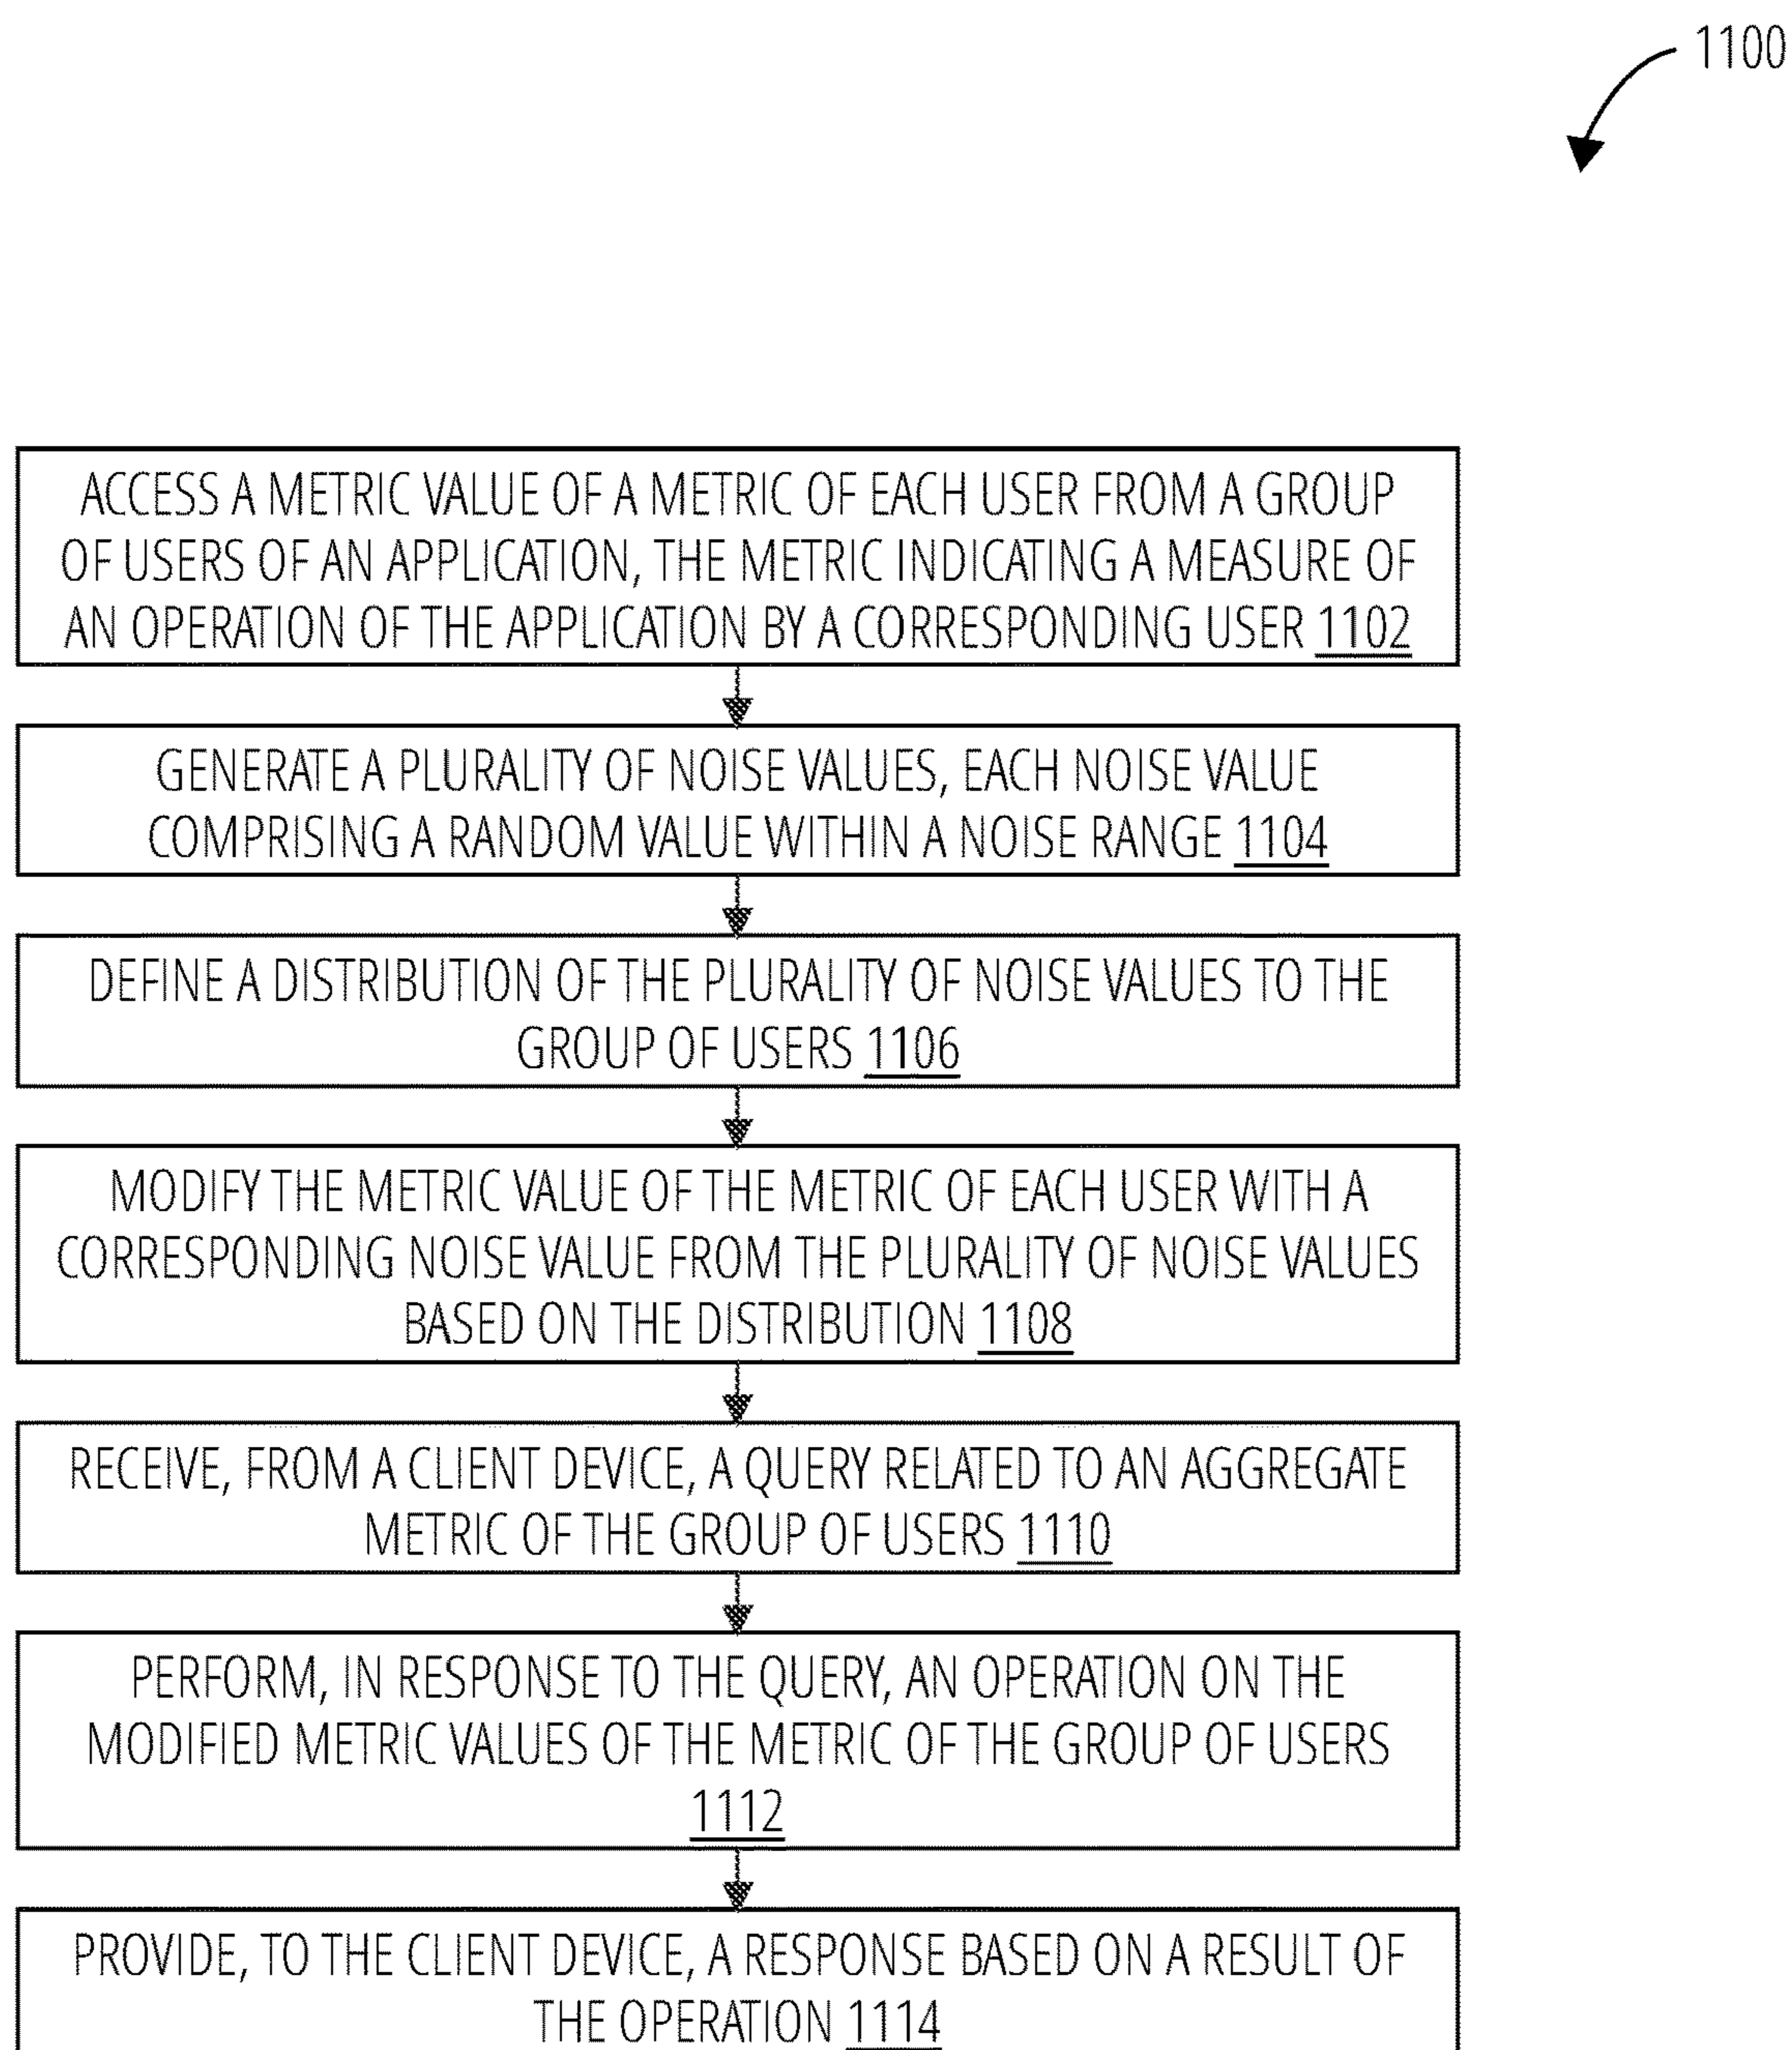 1100
ACCESS A METRIC VALUE OF A METRIC OF EACH USER FROM A GROUP
OF USERS OF AN APPLICATION, THE METRIC INDICATING A MEASURE OF
AN OPERATION OF THE APPLICATION BY A CORRESPONDING USER 1102
GENERATE A PLURALITY OF NOISE VALUES, EACH NOISE VALUE
COMPRISING A RANDOM VALUE WITHIN A NOISE RANGE 1104
DEFINE A DISTRIBUTION OF THE PLURALITY OF NOISE VALUES TO THE
GROUP OF USERS 1106
MODIFY THE METRIC VALUE OF THE METRIC OF EACH USER WITH A
CORRESPONDING NOISE VALUE FROM THE PLURALITY OF NOISE VALUES
BASED ON THE DISTRIBUTION 1108
RECEIVE, FROM A CLIENT DEVICE, A QUERY RELATED TO AN AGGREGATE
METRIC OF THE GROUP OF USERS 1110
PERFORM, IN RESPONSE TO THE QUERY, AN OPERATION ON THE
MODIFIED METRIC VALUES OF THE METRIC OF THE GROUP OF USERS
1112
PROVIDE, TO THE CLIENT DEVICE, A RESPONSE BASED ON A RESULT OF
THE OPERATION 1114